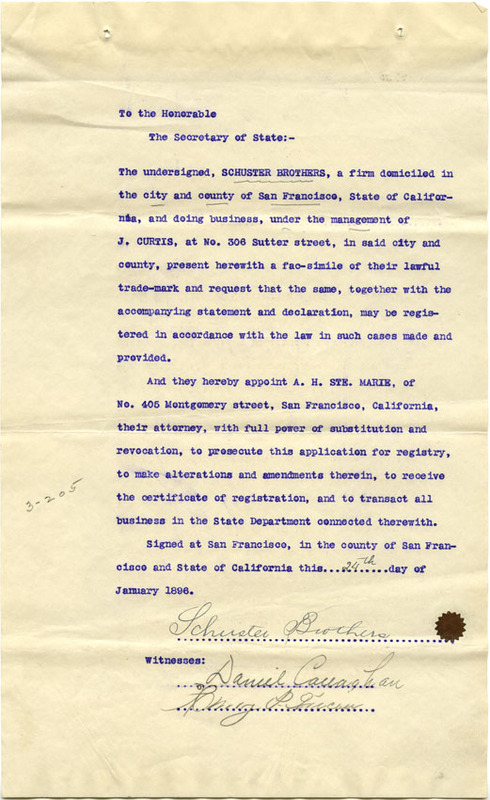 To the Honorable
The Secretary of State:-
The undersigned, SCHUSTER BROTHERS, a firm domiciled in
the city and county of San Francisco, State of Califor-
nia, and doing business, under the management of
J. CURTIS, at No. 306 Sutter street, in said city and
county, present herewith a fac-simile of their lawful
trade-mark and request that the same, together with the
accompanying statement and declaration, may be regis-
tered in accordance with the law in such cases made and
provided.
And they hereby appoint A. H. STE. MARIE, of
No. 405 Montgomery street, San Francisco, California,
their attorney, with full power of substitution and
revocation, to prosecute this application for registry,
to make alterations and amendments therein, to receive
the certificate of registration, and to transact all
3-205
business in the State Department connected therewith.
Signed at San Francisco, in the county of San Fran-
cisco and State of California this...24th.....day of
January 1896.
Schuster Brothers
Witnesses:
Daniel Callaghan